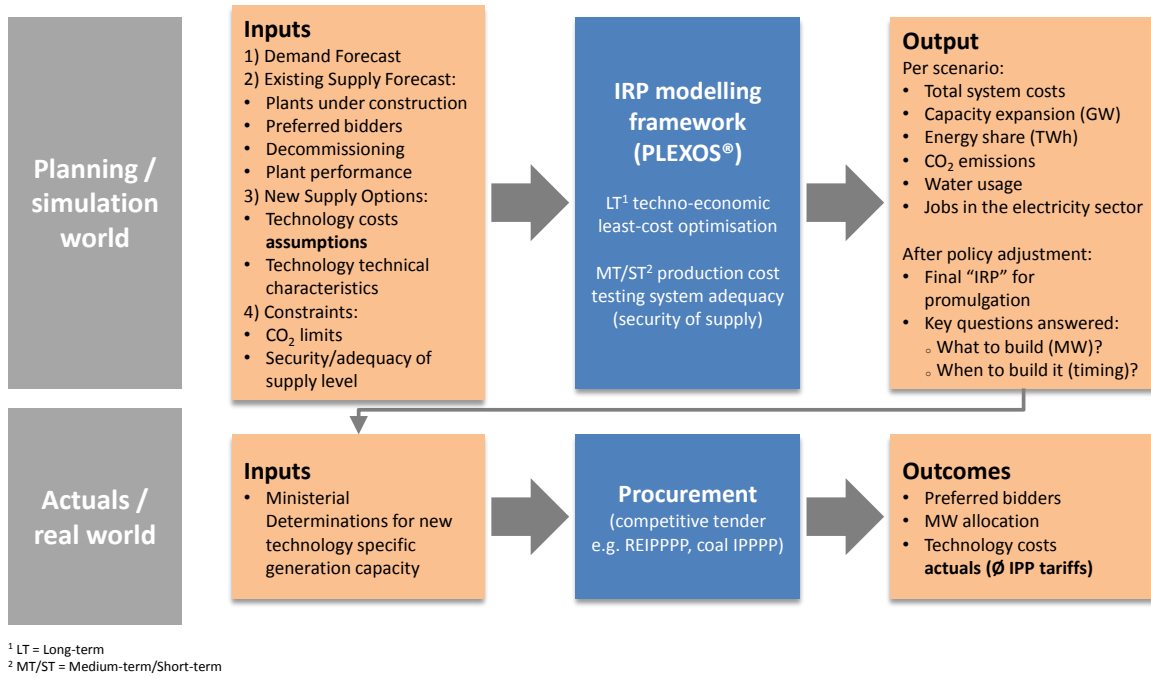 Planning /
simulation
world
Inputs
1) Demand Forecast
2) Existing Supply Forecast:
• Plants under construction
• Preferred bidders
• Decommissioning
• Plant performance
3) New Supply Options:
• Technology costs
assumptions
• Technology technical
characteristics
4) Constraints:
• CO2 limits
• Security/adequacy of
supply level
IRP modelling
framework
(PLEXOS®)
LT¹ techno-economic
least-cost optimisation
MT/ST² production cost
testing system adequacy
(security of supply)
Output
Per scenario:
• Total system costs
• Capacity expansion (GW)
• Energy share (TWh)
• CO2 emissions
• Water usage
• Jobs in the electricity sector
After policy adjustment:
• Final “IRP” for
promulgation
• Key questions answered:
○ What to build (MW)?
○ When to build it (timing)?
Actuals /
real world
Inputs
• Ministerial
Determinations for new
technology specific
generation capacity
Procurement
(competitive tender
e.g. REIPPPP, coal IPPPP)
Outcomes
• Preferred bidders
• MW allocation
• Technology costs
actuals (Ø IPP tariffs)
¹ LT = Long-term
² MT/ST = Medium-term/Short-term